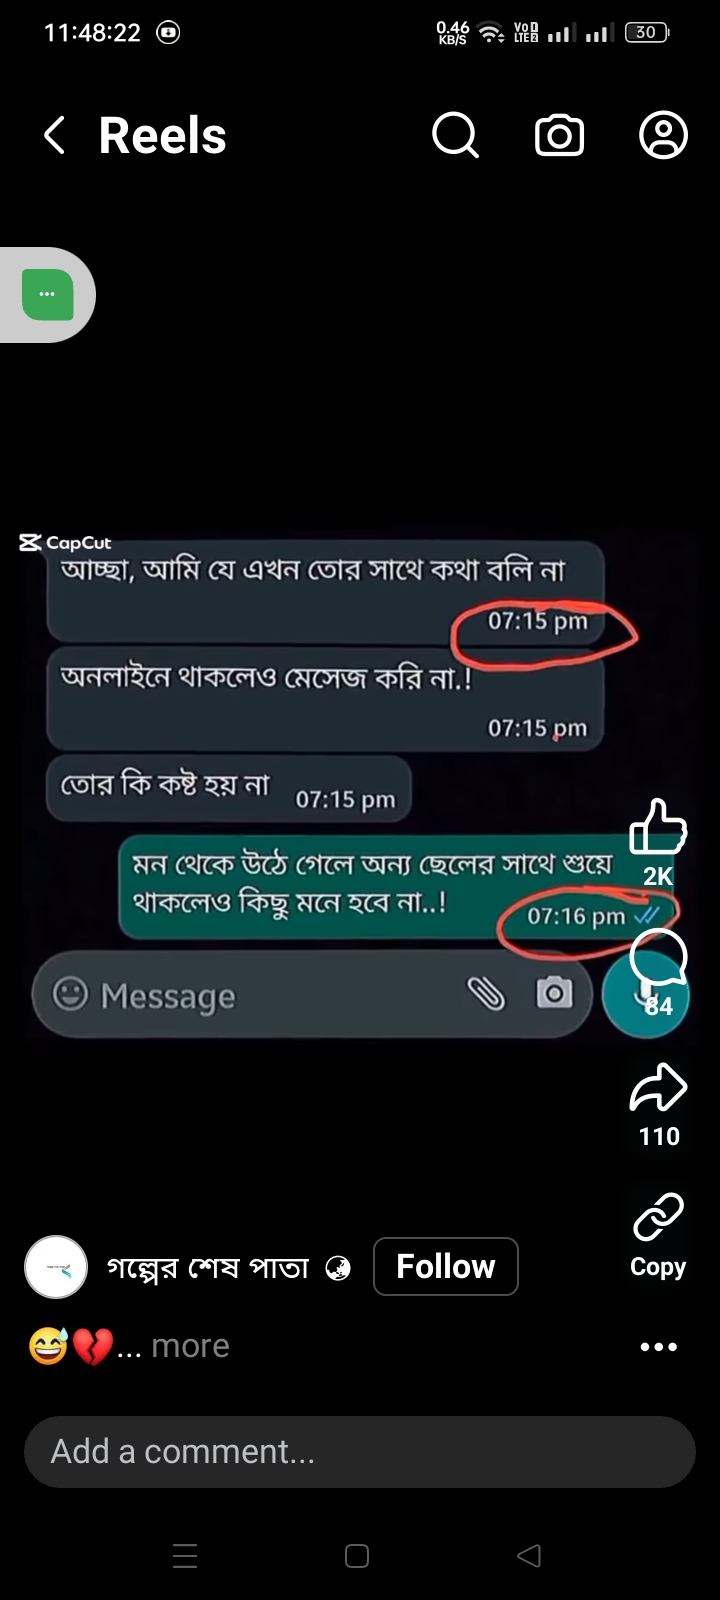 11:48:22
0.46 KB/S
VoD LTE2
30
Reels
CapCut
আচ্ছা, আমি যে এখন তোর সাথে কথা বলি না
07:15 pm
অনলাইনে থাকলেও মেসেজ করি না.!
07:15 pm
তোর কি কষ্ট হয় না
07:15 pm
মন থেকে উঠে গেলে অন্য ছেলের সাথে শুয়ে
থাকলেও কিছু মনে হবে না..!
07:16 pm
2K
Message
84
110
Copy
গল্পের শেষ পাতা
Follow
... more
Add a comment...